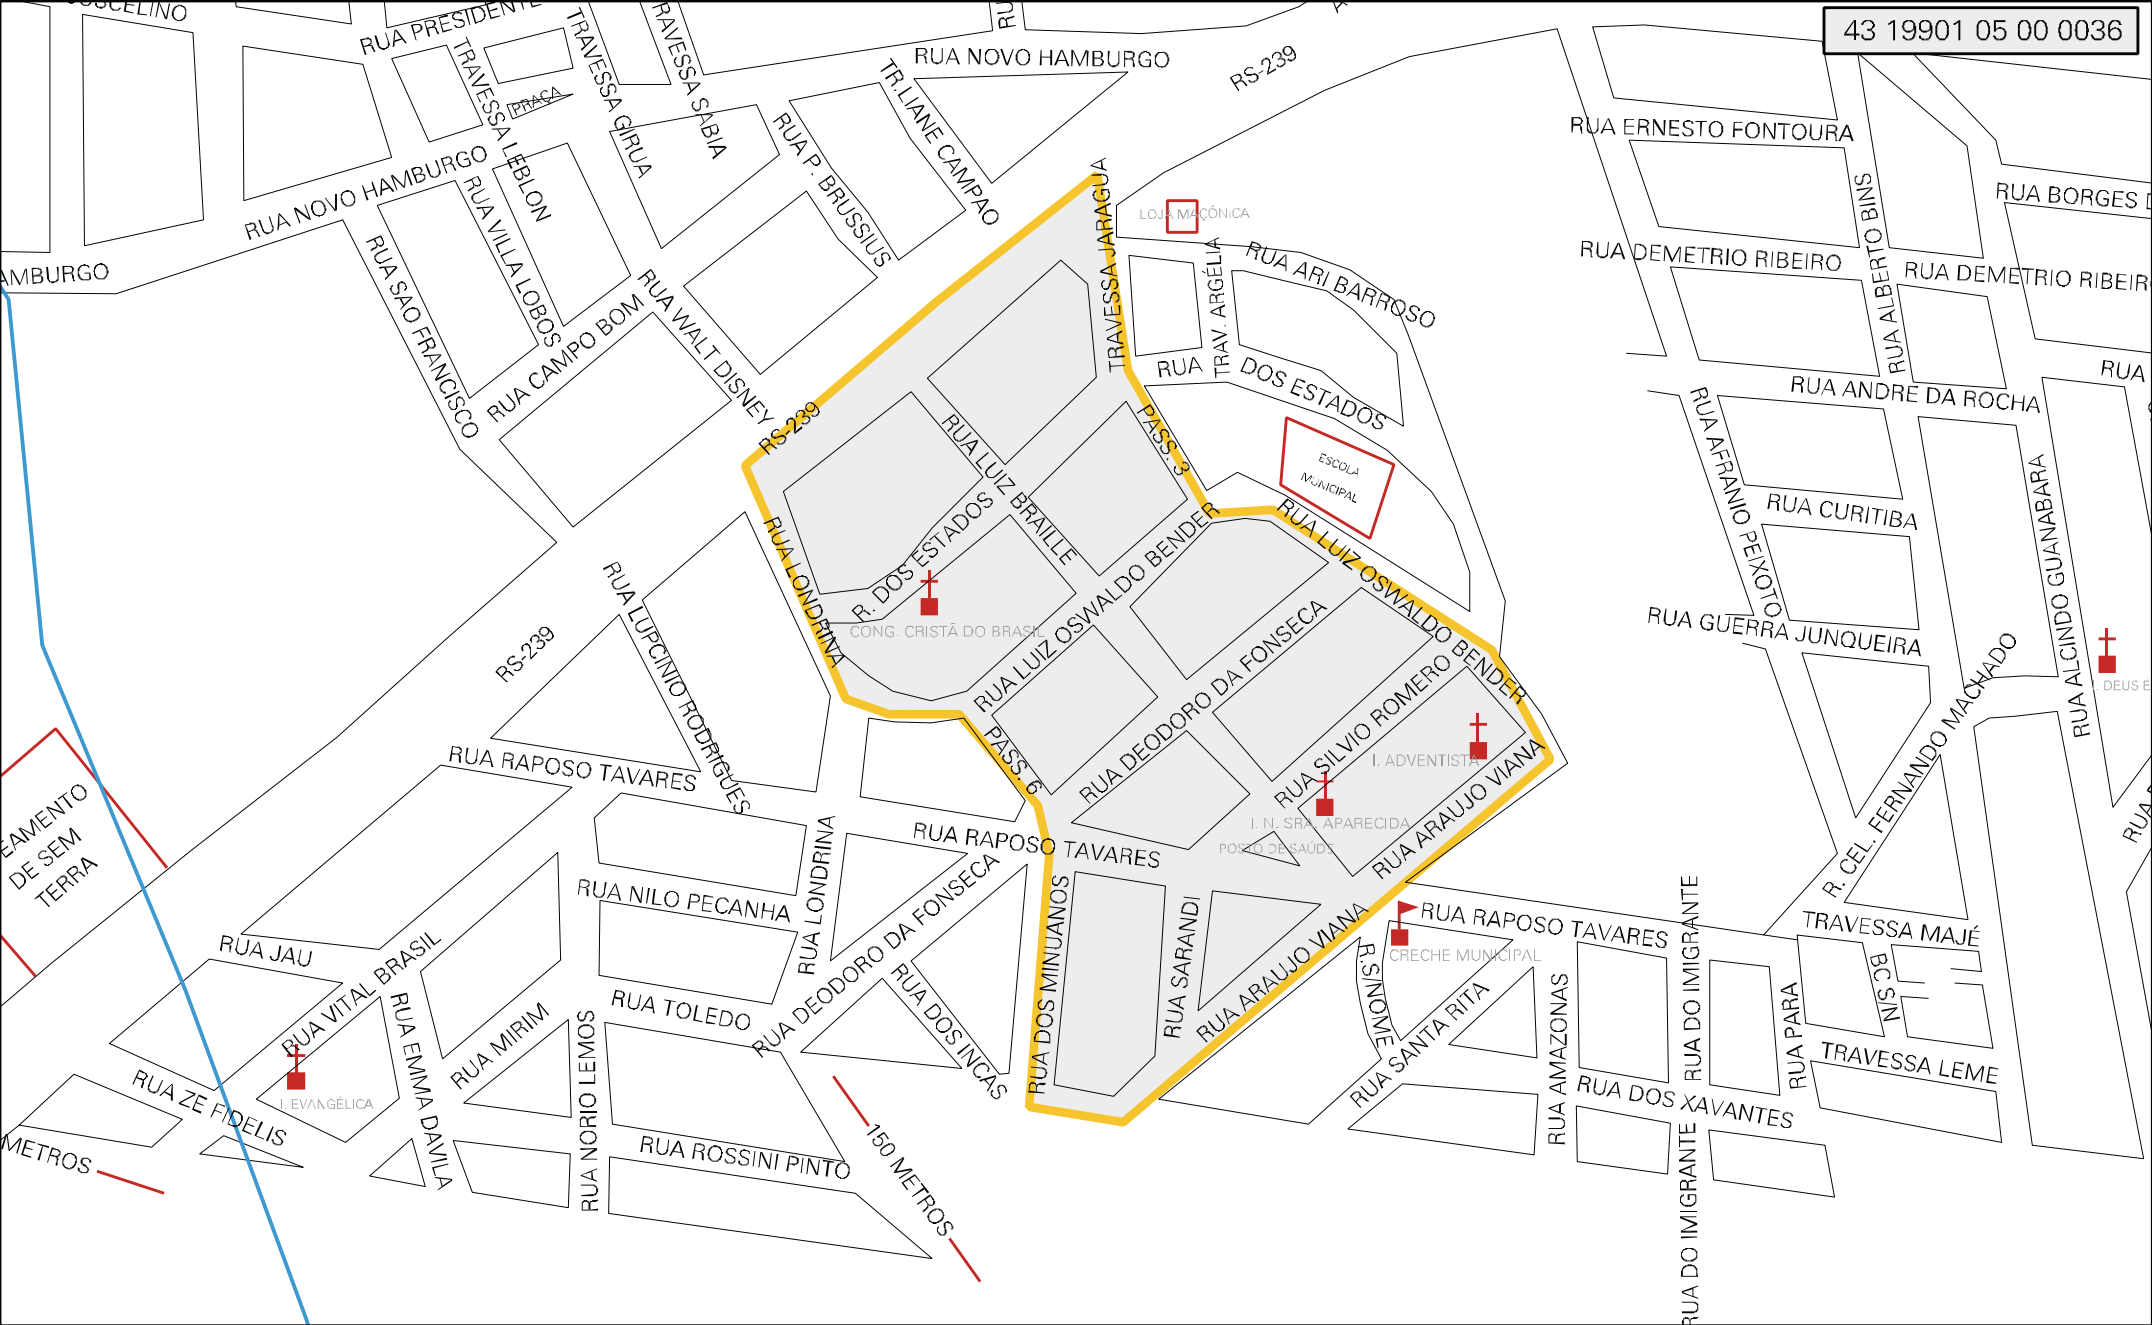 43 19901 05 00 0036
RUA PRESIDENTE
RUA NOVO HAMBURGO
RS-239
TRAVESSA LEBLON
TRAVESSA GIRUA
PRAÇA
TR.LIANE CAMPAO
RUA P. BRUSSIUS
RUA NOVO HAMBURGO
RUA VILLA LOBOS
RUA SAO FRANCISCO
RUA CAMPO BOM
RUA WALT DISNEY
RUA ERNESTO FONTOURA
RUA BORGES
RUA DEMETRIO RIBEIRO
RUA ALBERTO BINS
RUA ANDRE DA ROCHA
RUA
RUA AFRANIO PEIXOTO
RUA CURITIBA
RUA GUERRA JUNQUEIRA
RUA ALCINDO GUANABARA
R. CEL. FERNANDO MACHADO
LOJA MAÇÔNICA
TRAVESSA JARAGUA
TRAV. ARGÉLIA
RUA ARI BARROSO
RUA DOS ESTADOS
ESCOLA
MUNICIPAL
RS-239
PASS. 3
RUA LUIZ BRAILLE
R. DOS ESTADOS
RUA LONDRINA
CONG. CRISTÃ DO BRASIL
RUA LUIZ OSWALDO BENDER
RUA LUIZ OSWALDO BENDER
RUA DEODORO DA FONSECA
RUA SILVIO ROMERO
I. ADVENTISTA
I. N. SRA. APARECIDA
POSTO DE SAÚDE
RUA ARAUJO VIANA
PASS. 6
RS-239
RUA LUPCINIO RODRIGUES
RUA RAPOSO TAVARES
RUA RAPOSO TAVARES
RUA NILO PECANHA
RUA LONDRINA
RUA DEODORO DA FONSECA
RUA DOS MINUANOS
RUA SARANDI
RUA ARAUJO VIANA
RUA RAPOSO TAVARES
CRECHE MUNICIPAL
R.S/NOME
RUA SANTA RITA
RUA AMAZONAS
RUA DO IMIGRANTE
RUA PARA
TRAVESSA MAJÉ
BC S/N
TRAVESSA LEME
RUA DOS XAVANTES
RUA DO IMIGRANTE
DE SEM
TERRA
RUA JAU
RUA VITAL BRASIL
RUA EMMA DAVILA
RUA MIRIM
RUA TOLEDO
RUA DOS INCAS
I. EVANGÉLICA
RUA ZE FIDELIS
RUA NORIO LEMOS
RUA ROSSINI PINTO
METROS
150 METROS